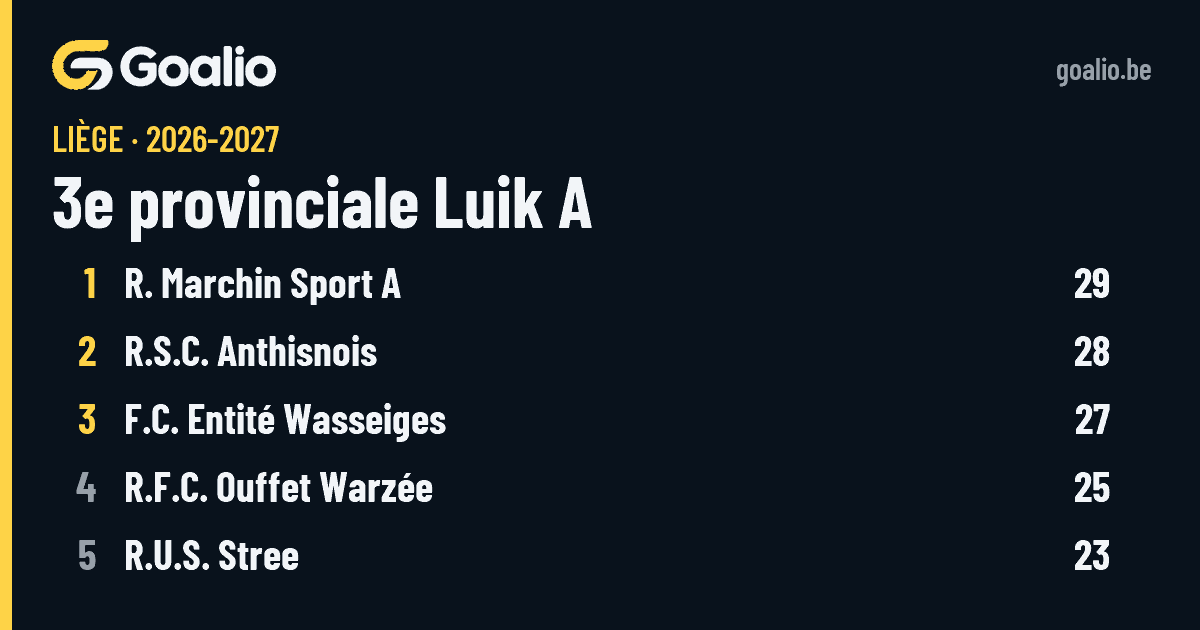 Goalio
goalio.be
LIÈGE · 2026-2027
3e provinciale Luik A
1 R. Marchin Sport A 29
2 R.S.C. Anthisnois 28
3 F.C. Entité Wasseiges 27
4 R.F.C. Ouffet Warzée 25
5 R.U.S. Stree 23